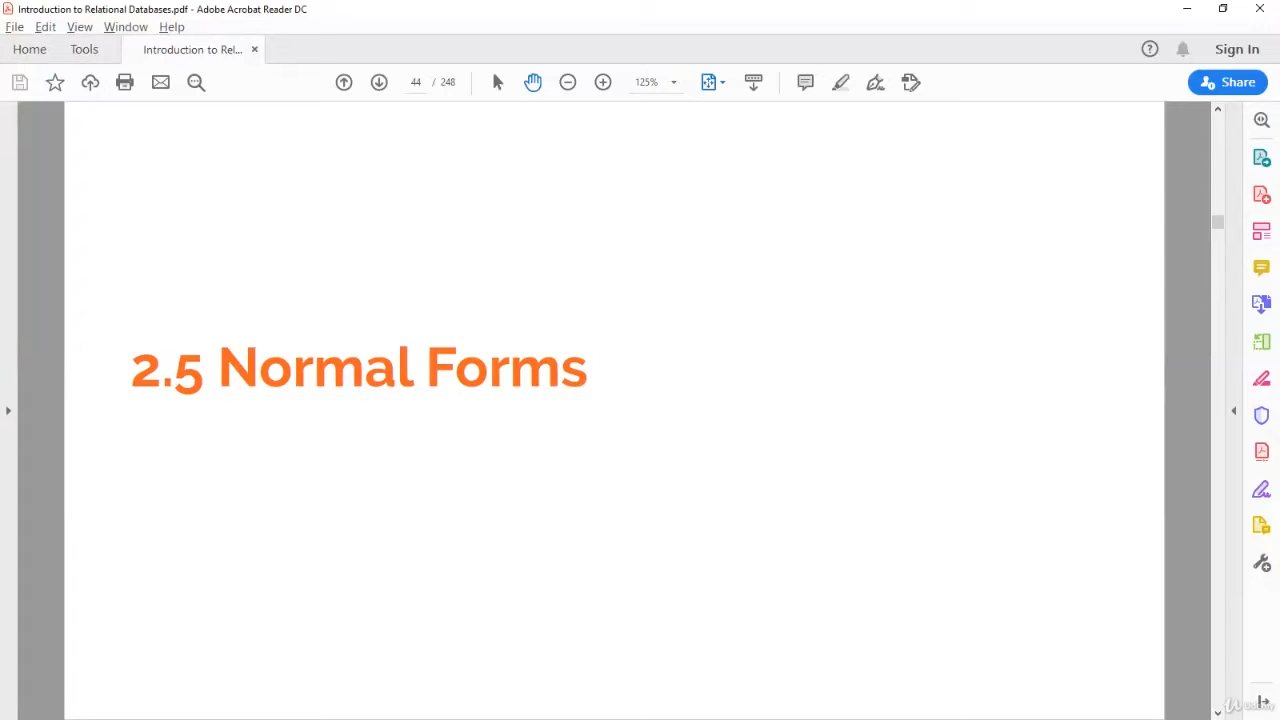 Introduction to Relational Databases.pdf - Adobe Acrobat Reader DC
File Edit View Window Help
Home Tools Introduction to Rel... × Sign In
44 / 248 125% Share
2.5 Normal Forms
Udemy